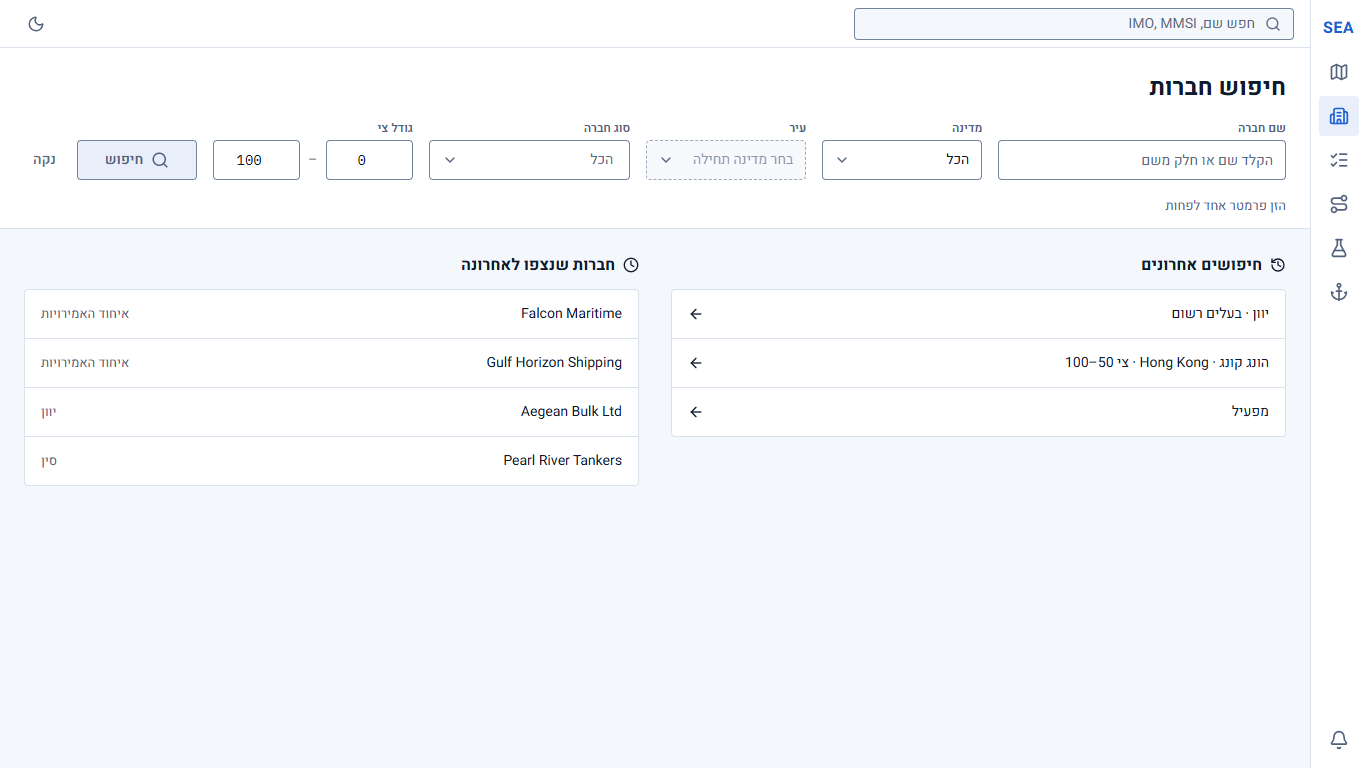 SEA
חפש שם, IMO, MMSI
חיפוש חברות
שם חברה
הקלד שם או חלק משם
מדינה
הכל
עיר
בחר מדינה תחילה
סוג חברה
הכל
גודל צי
0 – 100
חיפוש
נקה
הזן פרמטר אחד לפחות
חיפושים אחרונים
יוון · בעלים רשום
הונג קונג · Hong Kong · צי 50–100
מפעיל
חברות שנצפו לאחרונה
Falcon Maritime איחוד האמירויות
Gulf Horizon Shipping איחוד האמירויות
Aegean Bulk Ltd יוון
Pearl River Tankers סין